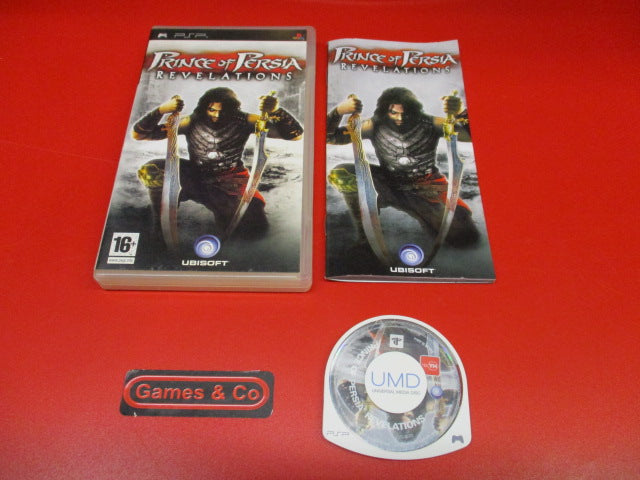 PSP
PRINCE OF PERSIA
REVELATIONS
16+
UBISOFT
PRINCE OF PERSIA
REVELATIONS
UBISOFT
Games & Co
UMD
UNIVERSAL MEDIA DISC
PERSIA REVELATIONS
PSP